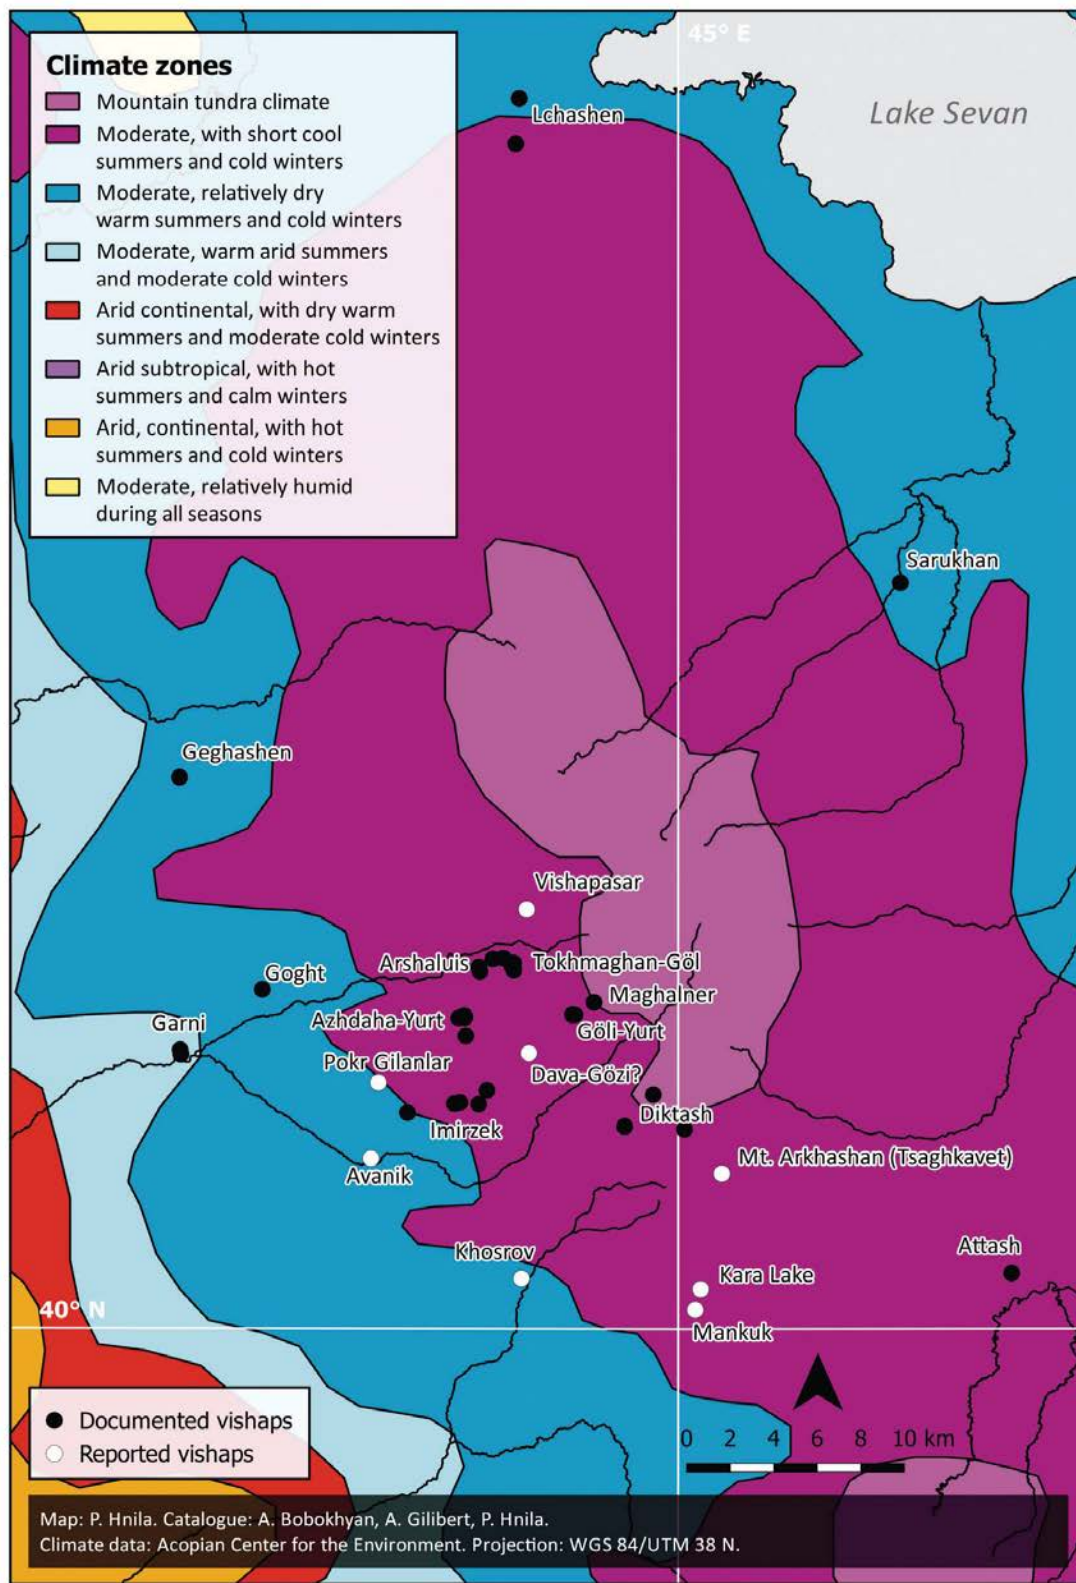 45° E
Climate zones
Mountain tundra climate
Moderate, with short cool
summers and cold winters
Moderate, relatively dry
warm summers and cold winters
Moderate, warm arid summers
and moderate cold winters
Arid continental, with dry warm
summers and moderate cold winters
Arid subtropical, with hot
summers and calm winters
Arid, continental, with hot
summers and cold winters
Moderate, relatively humid
during all seasons
Lchashen
Lake Sevan
Sarukhan
Geghashen
Vishapasar
Arshaluis
Tokhmaghan-Göl
Goght
Maghalner
Azhdaha-Yurt
Göli-Yurt
Garni
Pokr Gilanlar
Dava-Gözi?
Imirzek
Diktash
Avanik
Mt. Arkhashan (Tsaghkavet)
Khosrov
Attash
Kara Lake
40° N
Mankuk
Documented vishaps
Reported vishaps
0 2 4 6 8 10 km
Map: P. Hnila. Catalogue: A. Bobokhyan, A. Gilibert, P. Hnila.
Climate data: Acopian Center for the Environment. Projection: WGS 84/UTM 38 N.